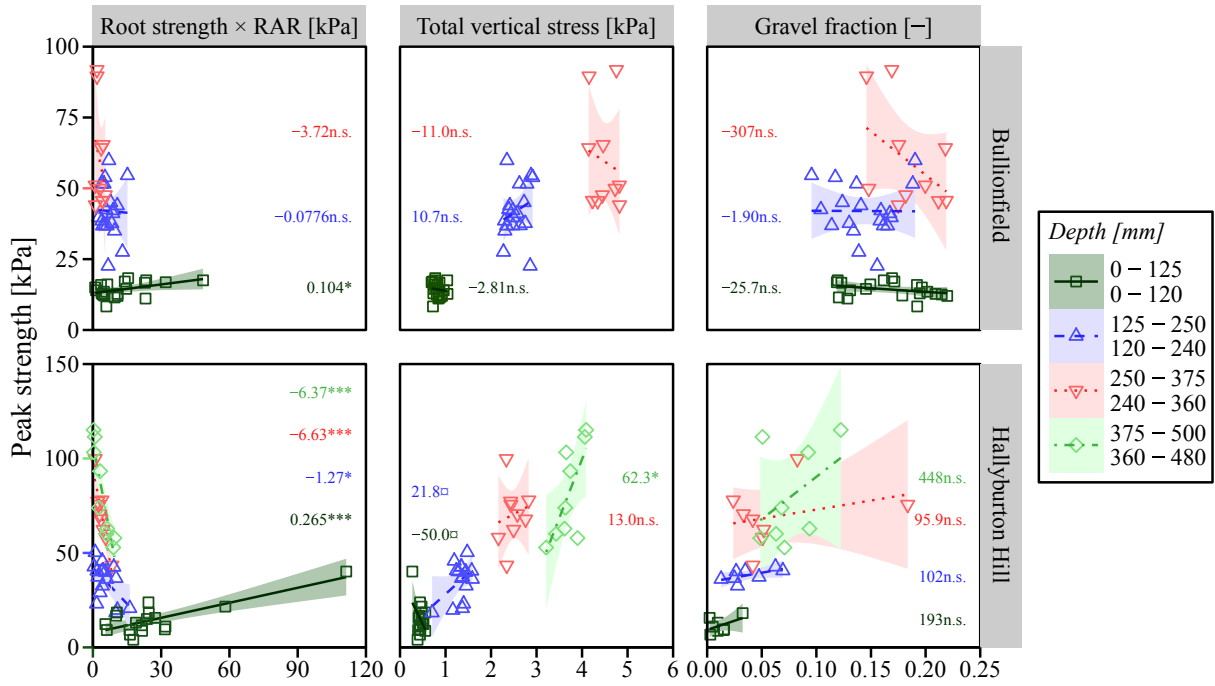 Root strength × RAR [kPa]
Total vertical stress [kPa]
Gravel fraction [−]
Peak strength [kPa]
100
75
50
25
0
−3.72n.s.
−0.0776n.s.
0.104*
−11.0n.s.
10.7n.s.
−2.81n.s.
−307n.s.
−1.90n.s.
−25.7n.s.
Bullionfield
150
100
50
0
−6.37***
−6.63***
−1.27*
0.265***
21.8¤
−50.0¤
62.3*
13.0n.s.
448n.s.
95.9n.s.
102n.s.
193n.s.
Hallyburton Hill
0 30 60 90 120
0 1 2 3 4 5 6
0.00 0.05 0.10 0.15 0.20 0.25
Depth [mm]
0 − 125
0 − 120
125 − 250
120 − 240
250 − 375
240 − 360
375 − 500
360 − 480